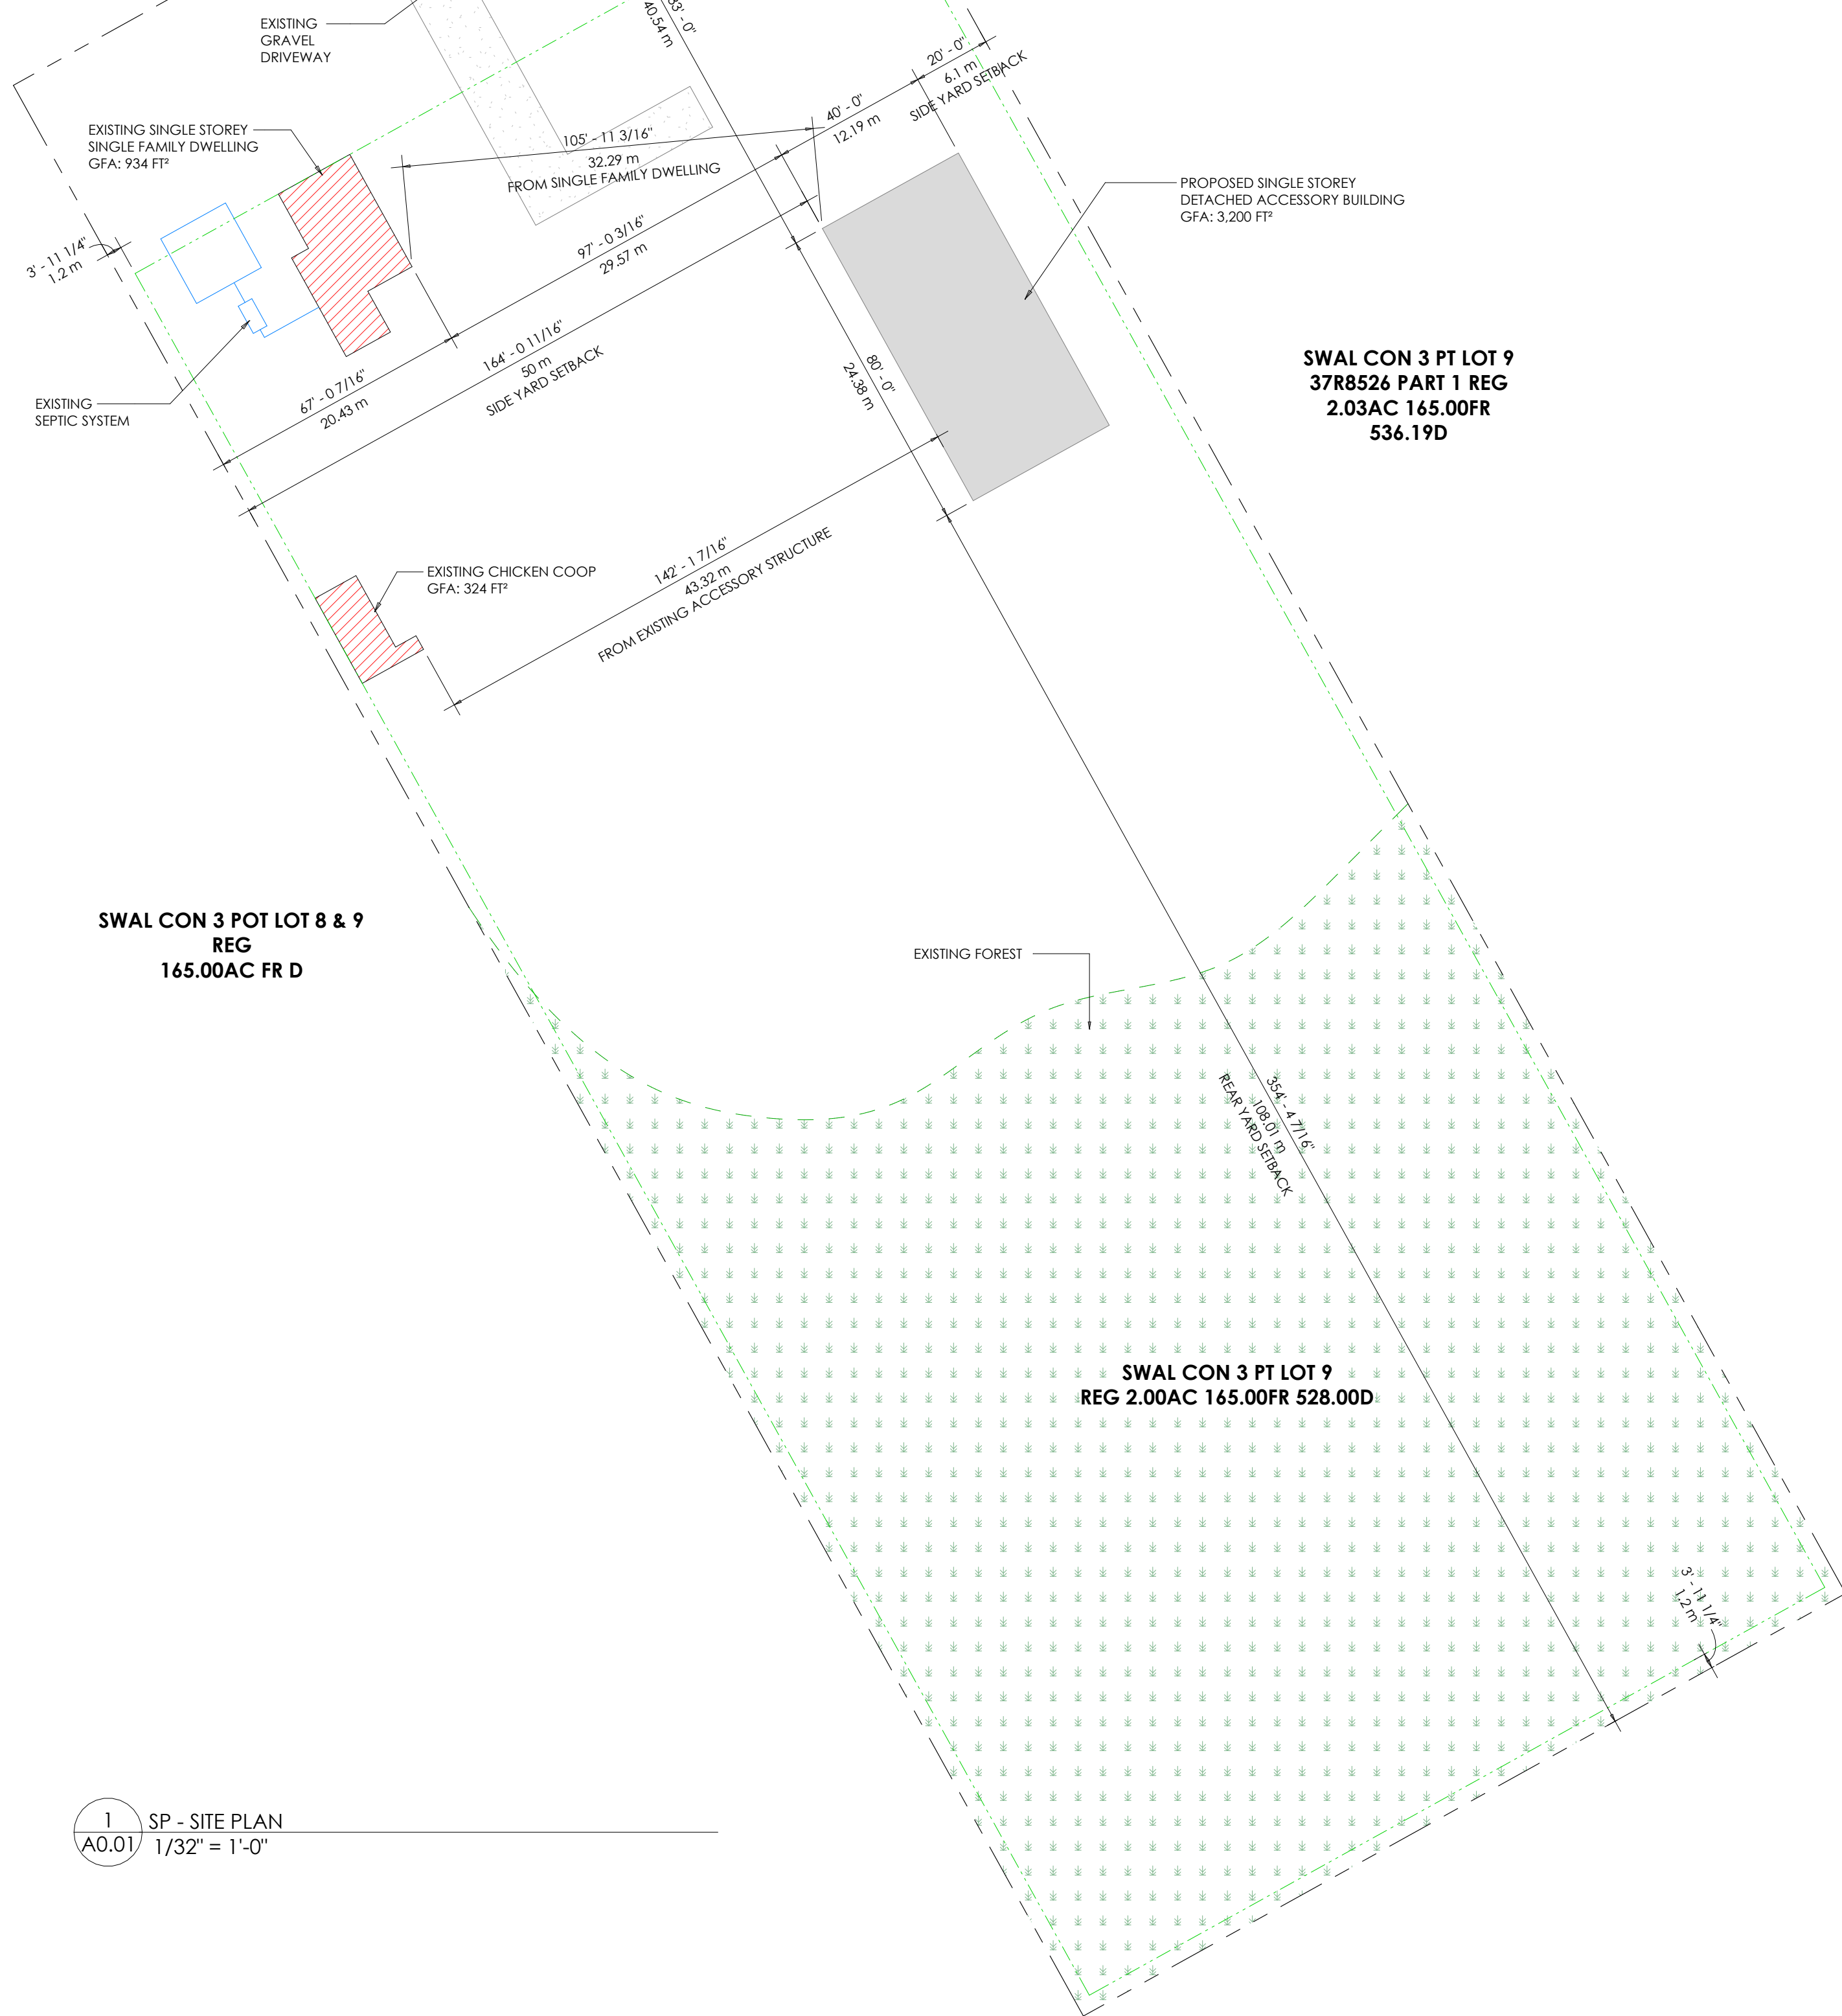 EXISTING
GRAVEL
DRIVEWAY
40.54 m
20' - 0"
6.1 m
SIDE YARD SETBACK
40' - 0"
12.19 m
EXISTING SINGLE STOREY
SINGLE FAMILY DWELLING
GFA: 934 FT²
105' - 11 3/16"
32.29 m
FROM SINGLE FAMILY DWELLING
PROPOSED SINGLE STOREY
DETACHED ACCESSORY BUILDING
GFA: 3,200 FT²
3' - 11 1/4"
1.2 m
97' - 0 3/16"
29.57 m
164' - 0 11/16"
50 m
SIDE YARD SETBACK
67' - 0 7/16"
20.43 m
80' - 0"
24.38 m
EXISTING
SEPTIC SYSTEM
SWAL CON 3 PT LOT 9
37R8526 PART 1 REG
2.03AC 165.00FR
536.19D
142' - 1 7/16"
43.32 m
FROM EXISTING ACCESSORY STRUCTURE
EXISTING CHICKEN COOP
GFA: 324 FT²
SWAL CON 3 POT LOT 8 & 9
REG
165.00AC FR D
EXISTING FOREST
354' - 4 7/16"
108.01 m
REAR YARD SETBACK
SWAL CON 3 PT LOT 9
REG 2.00AC 165.00FR 528.00D
3' - 11 1/4"
1.2 m
1
A0.01
SP - SITE PLAN
1/32" = 1'-0"